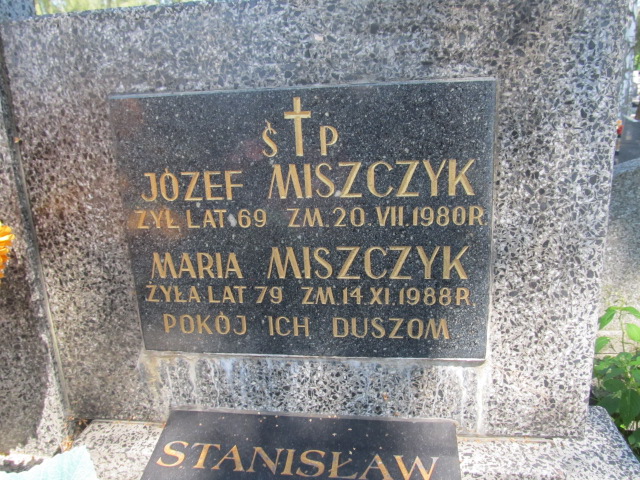 Ś P
JÓZEF MISZCZYK
ŻYŁ LAT 69 ZM. 20 VII 1980 R
MARIA MISZCZYK
ŻYŁA LAT 79 ZM. 14 XI 1988 R.
POKÓJ ICH DUSZOM
STANISŁAW